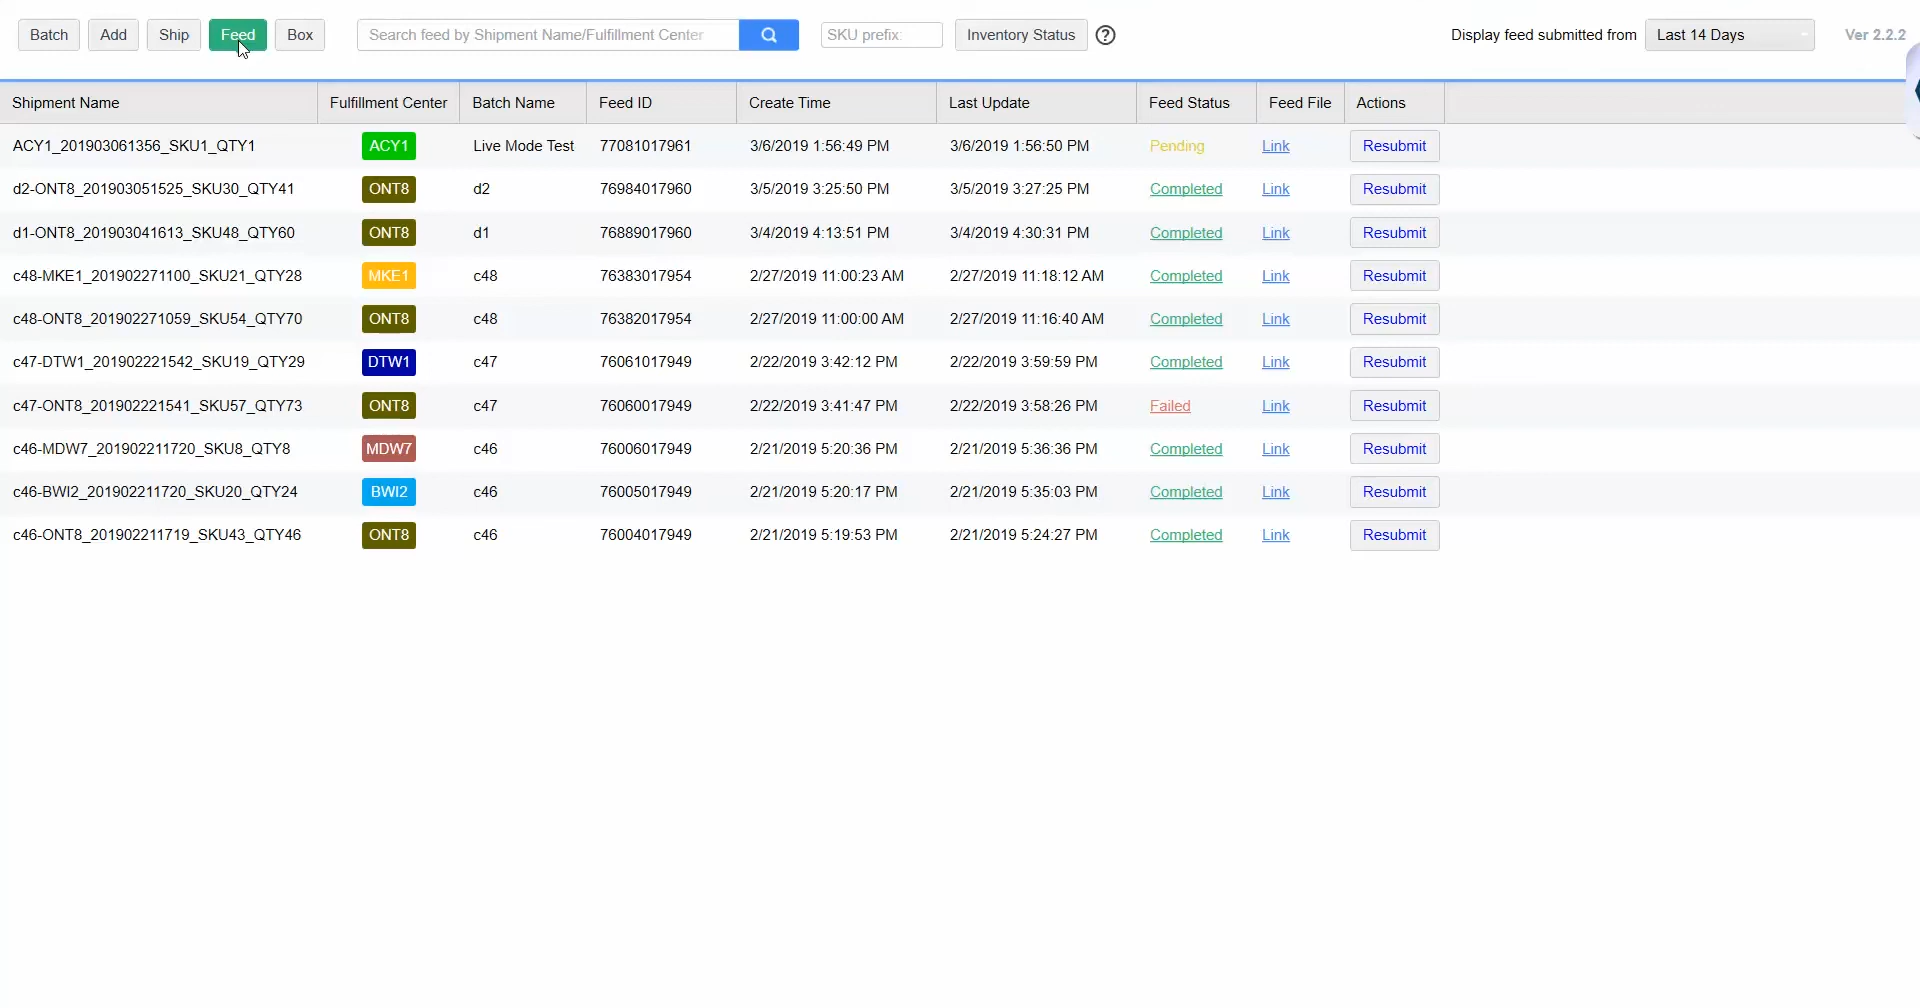 Batch Add Ship Feed Box Search feed by Shipment Name/Fulfillment Center SKU prefix: Inventory Status ? Display feed submitted from Last 14 Days Ver 2.2.2
Shipment Name Fulfillment Center Batch Name Feed ID Create Time Last Update Feed Status Feed File Actions
ACY1_201903061356_SKU1_QTY1 ACY1 Live Mode Test 77081017961 3/6/2019 1:56:49 PM 3/6/2019 1:56:50 PM Pending Link Resubmit
d2-ONT8_201903051525_SKU30_QTY41 ONT8 d2 76984017960 3/5/2019 3:25:50 PM 3/5/2019 3:27:25 PM Completed Link Resubmit
d1-ONT8_201903041613_SKU48_QTY60 ONT8 d1 76889017960 3/4/2019 4:13:51 PM 3/4/2019 4:30:31 PM Completed Link Resubmit
c48-MKE1_201902271100_SKU21_QTY28 MKE1 c48 76383017954 2/27/2019 11:00:23 AM 2/27/2019 11:18:12 AM Completed Link Resubmit
c48-ONT8_201902271059_SKU54_QTY70 ONT8 c48 76382017954 2/27/2019 11:00:00 AM 2/27/2019 11:16:40 AM Completed Link Resubmit
c47-DTW1_201902221542_SKU19_QTY29 DTW1 c47 76061017949 2/22/2019 3:42:12 PM 2/22/2019 3:59:59 PM Completed Link Resubmit
c47-ONT8_201902221541_SKU57_QTY73 ONT8 c47 76060017949 2/22/2019 3:41:47 PM 2/22/2019 3:58:26 PM Failed Link Resubmit
c46-MDW7_201902211720_SKU8_QTY8 MDW7 c46 76006017949 2/21/2019 5:20:36 PM 2/21/2019 5:36:36 PM Completed Link Resubmit
c46-BWI2_201902211720_SKU20_QTY24 BWI2 c46 76005017949 2/21/2019 5:20:17 PM 2/21/2019 5:35:03 PM Completed Link Resubmit
c46-ONT8_201902211719_SKU43_QTY46 ONT8 c46 76004017949 2/21/2019 5:19:53 PM 2/21/2019 5:24:27 PM Completed Link Resubmit